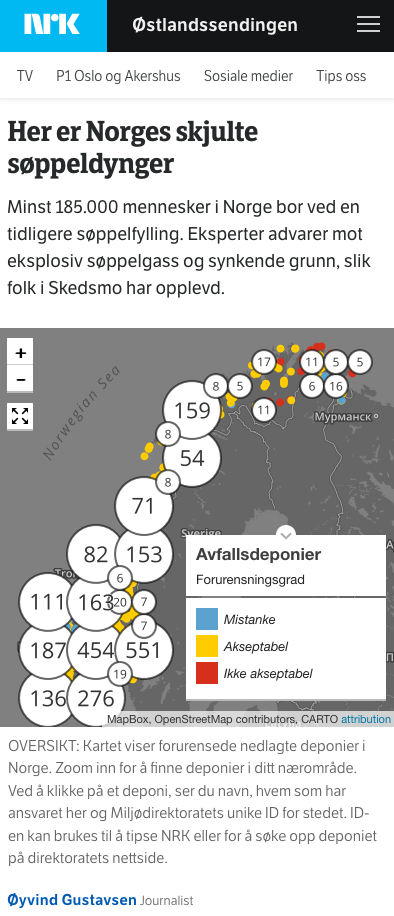 NRK
Østlandssendingen
TV P1 Oslo og Akershus Sosiale medier Tips oss
Her er Norges skjulte
søppeldynger
Minst 185.000 mennesker i Norge bor ved en
tidligere søppelfylling. Eksperter advarer mot
eksplosiv søppelgass og synkende grunn, slik
folk i Skedsmo har opplevd.
+
−
Norwegian Sea
17
11
5
5
8
5
6
16
159
11
Мурманск
8
54
8
71
Sverige
82
153
6
111
163
20
7
7
187
454
551
19
136
276
Avfallsdeponier
Forurensningsgrad
Mistanke
Akseptabel
Ikke akseptabel
MapBox, OpenStreetMap contributors, CARTO attribution
OVERSIKT: Kartet viser forurensede nedlagte deponier i
Norge. Zoom inn for å finne deponier i ditt nærområde.
Ved å klikke på et deponi, ser du navn, hvem som har
ansvaret her og Miljødirektoratets unike ID for stedet. ID-
en kan brukes til å tipse NRK eller for å søke opp deponiet
på direktoratets nettside.
Øyvind Gustavsen Journalist